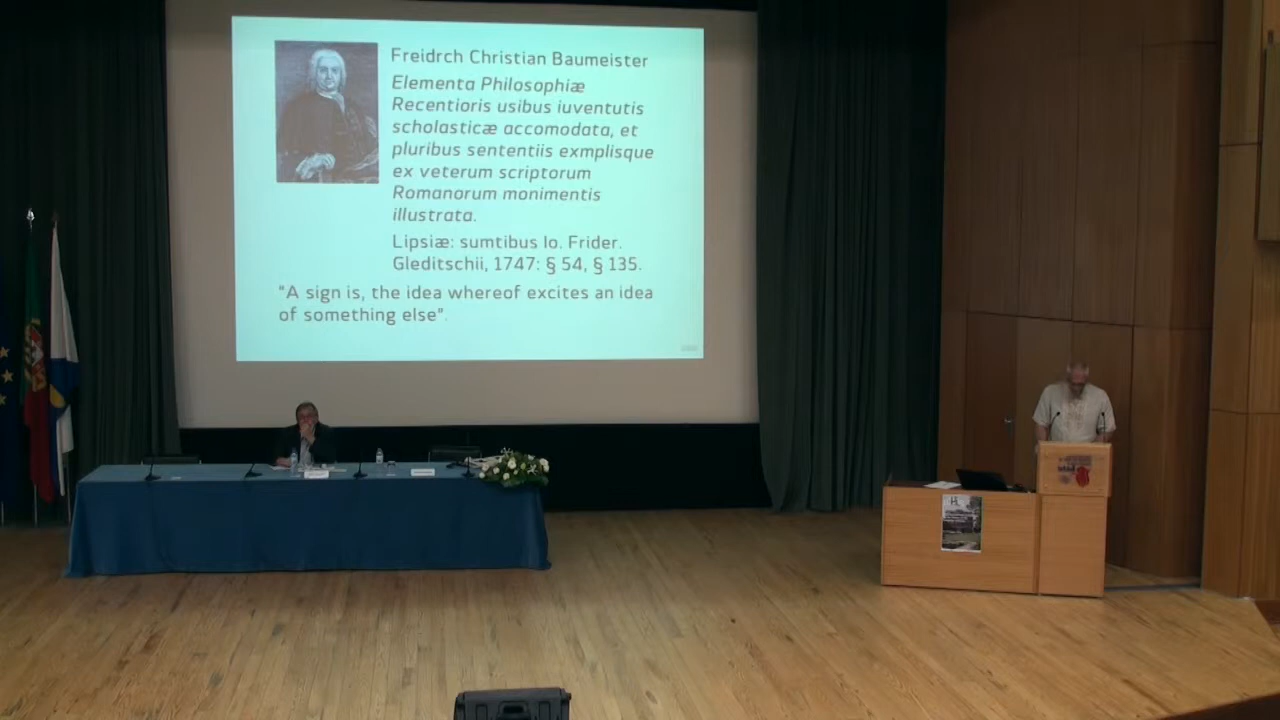 Freidrch Christian Baumeister
Elementa Philosophiæ
Recentioris usibus iuventutis
scholasticæ accomodata, et
pluribus sententiis exmplisque
ex veterum scriptorum
Romanorum monimentis
illustrata.
Lipsiæ: sumtibus Io. Frider.
Gleditschii, 1747: § 54, § 135.
"A sign is, the idea whereof excites an idea
of something else".